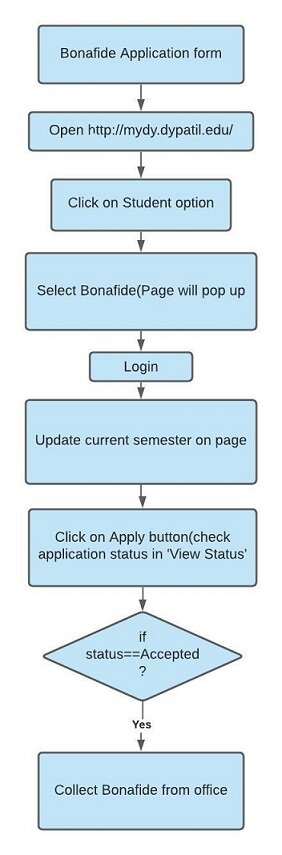 Bonafide Application form
Open http://mydy.dypatil.edu/
Click on Student option
Select Bonafide(Page will pop up
Login
Update current semester on page
Click on Apply button(check
application status in 'View Status'
if
status==Accepted
?
Yes
Collect Bonafide from office